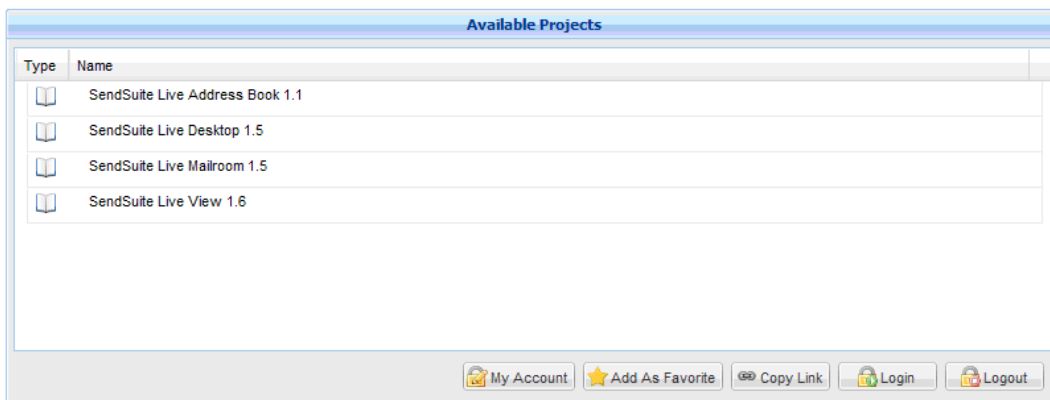 Available Projects
Type Name
SendSuite Live Address Book 1.1
SendSuite Live Desktop 1.5
SendSuite Live Mailroom 1.5
SendSuite Live View 1.6
My Account Add As Favorite Copy Link Login Logout